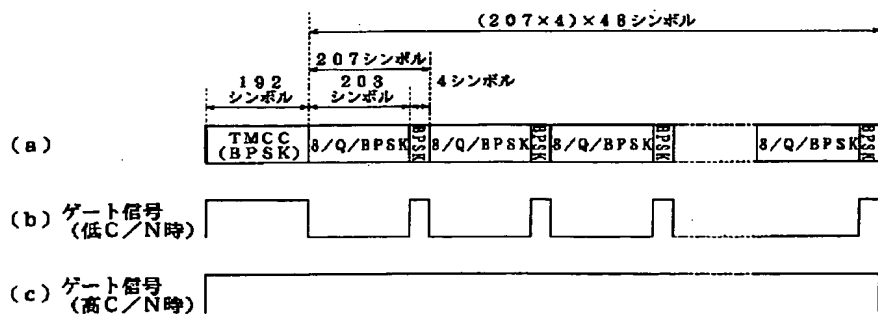 (207×4)×48シンボル
207シンボル
192
シンボル
203
シンボル
4シンボル
(a)
TMCC
(BPSK)
8/Q/BPSK
BPSK
8/Q/BPSK
BPSK
8/Q/BPSK
BPSK
8/Q/BPSK
BPSK
(b) ゲート信号
(低C/N時)
(c) ゲート信号
(高C/N時)